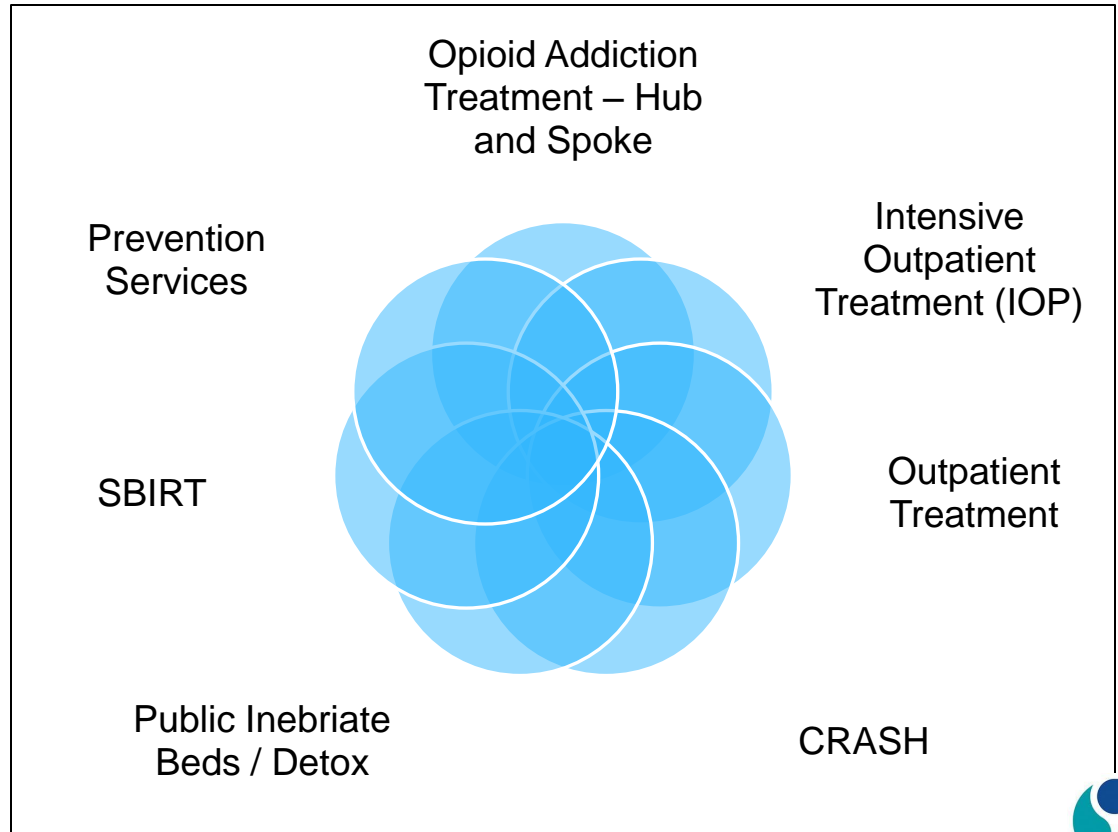 Opioid Addiction
Treatment – Hub
and Spoke
Prevention
Services
Intensive
Outpatient
Treatment (IOP)
SBIRT
Outpatient
Treatment
Public Inebriate
Beds / Detox
CRASH